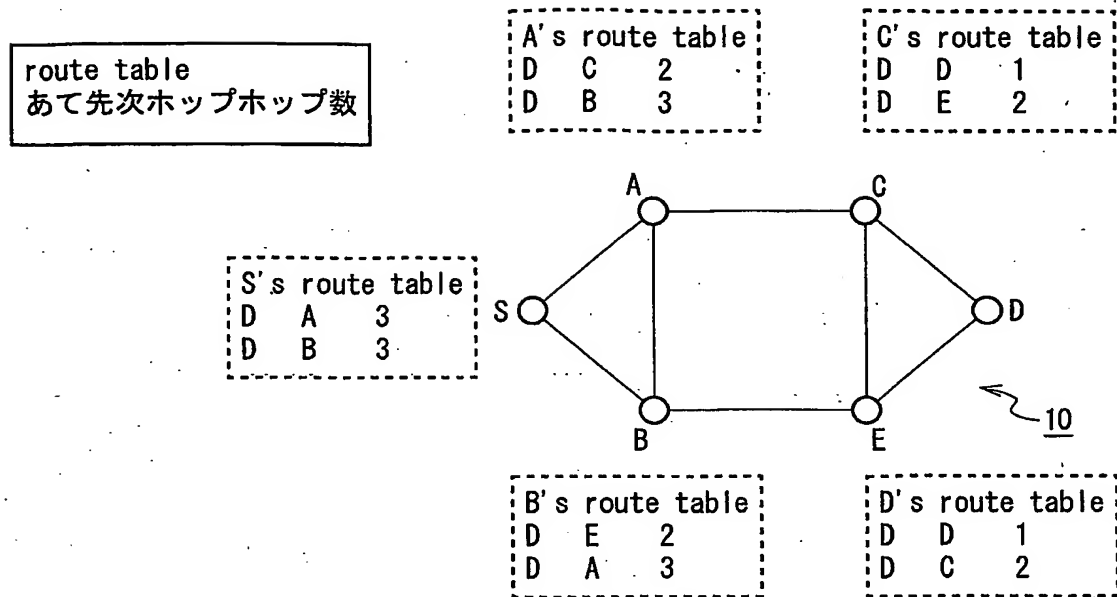 route table
あて先次ホップホップ数
A's route table
D C 2
D B 3
C's route table
D D 1
D E 2
A
C
S's route table
D A 3
D B 3
S
D
B
E
10
B's route table
D E 2
D A 3
D's route table
D D 1
D C 2